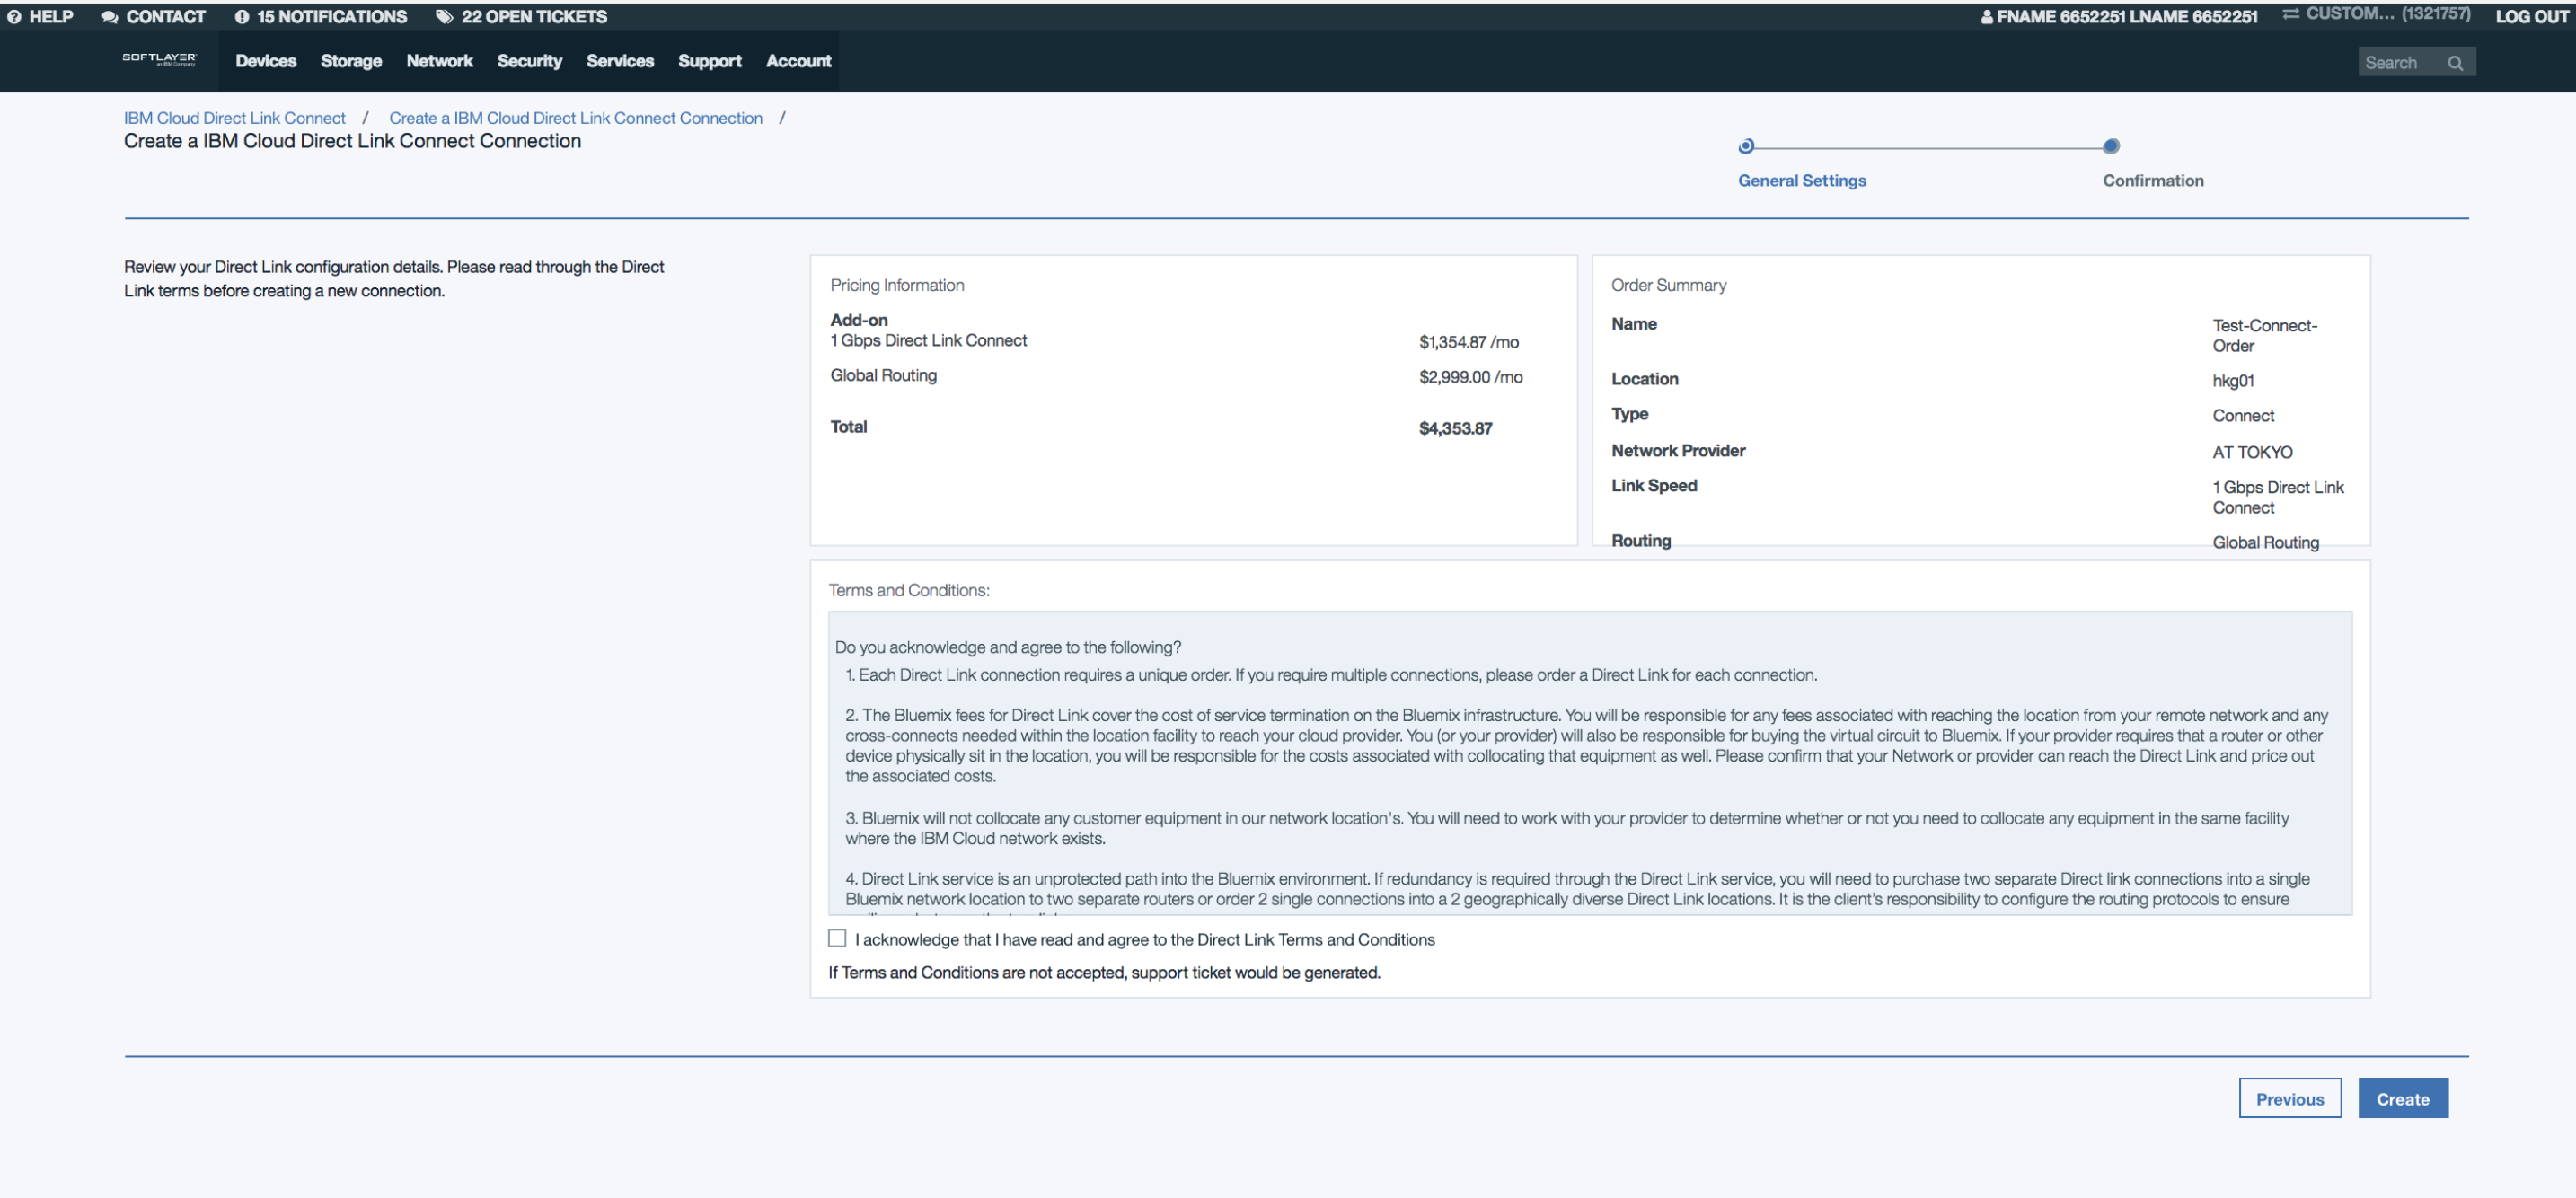 HELP CONTACT 15 NOTIFICATIONS 22 OPEN TICKETS FNAME 6652251 LNAME 6652251 CUSTOM... (1321757) LOG OUT
SOFTLAYER
an IBM Company
Devices Storage Network Security Services Support Account Search
IBM Cloud Direct Link Connect / Create a IBM Cloud Direct Link Connect Connection /
Create a IBM Cloud Direct Link Connect Connection
General Settings Confirmation
Review your Direct Link configuration details. Please read through the Direct
Link terms before creating a new connection.
Pricing Information
Add-on
1 Gbps Direct Link Connect $1,354.87 /mo
Global Routing $2,999.00 /mo
Total $4,353.87
Order Summary
Name Test-Connect-
Order
Location hkg01
Type Connect
Network Provider AT TOKYO
Link Speed 1 Gbps Direct Link
Connect
Routing Global Routing
Terms and Conditions:
Do you acknowledge and agree to the following?
1. Each Direct Link connection requires a unique order. If you require multiple connections, please order a Direct Link for each connection.
2. The Bluemix fees for Direct Link cover the cost of service termination on the Bluemix infrastructure. You will be responsible for any fees associated with reaching the location from your remote network and any
cross-connects needed within the location facility to reach your cloud provider. You (or your provider) will also be responsible for buying the virtual circuit to Bluemix. If your provider requires that a router or other
device physically sit in the location, you will be responsible for the costs associated with collocating that equipment as well. Please confirm that your Network or provider can reach the Direct Link and price out
the associated costs.
3. Bluemix will not collocate any customer equipment in our network location's. You will need to work with your provider to determine whether or not you need to collocate any equipment in the same facility
where the IBM Cloud network exists.
4. Direct Link service is an unprotected path into the Bluemix environment. If redundancy is required through the Direct Link service, you will need to purchase two separate Direct link connections into a single
Bluemix network location to two separate routers or order 2 single connections into a 2 geographically diverse Direct Link locations. It is the client's responsibility to configure the routing protocols to ensure
I acknowledge that I have read and agree to the Direct Link Terms and Conditions
If Terms and Conditions are not accepted, support ticket would be generated.
Previous Create